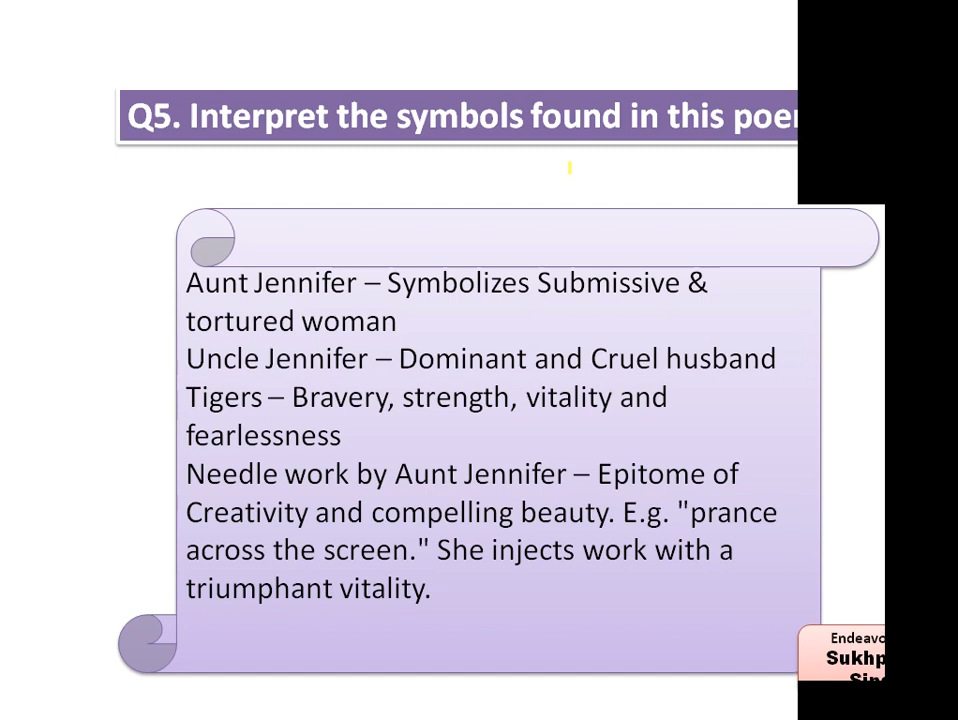 Q5. Interpret the symbols found in this
Aunt Jennifer – Symbolizes Submissive &
tortured woman
Uncle Jennifer – Dominant and Cruel husband
Tigers – Bravery, strength, vitality and
fearlessness
Needle work by Aunt Jennifer – Epitome of
Creativity and compelling beauty. E.g. "prance
across the screen." She injects work with a
triumphant vitality.